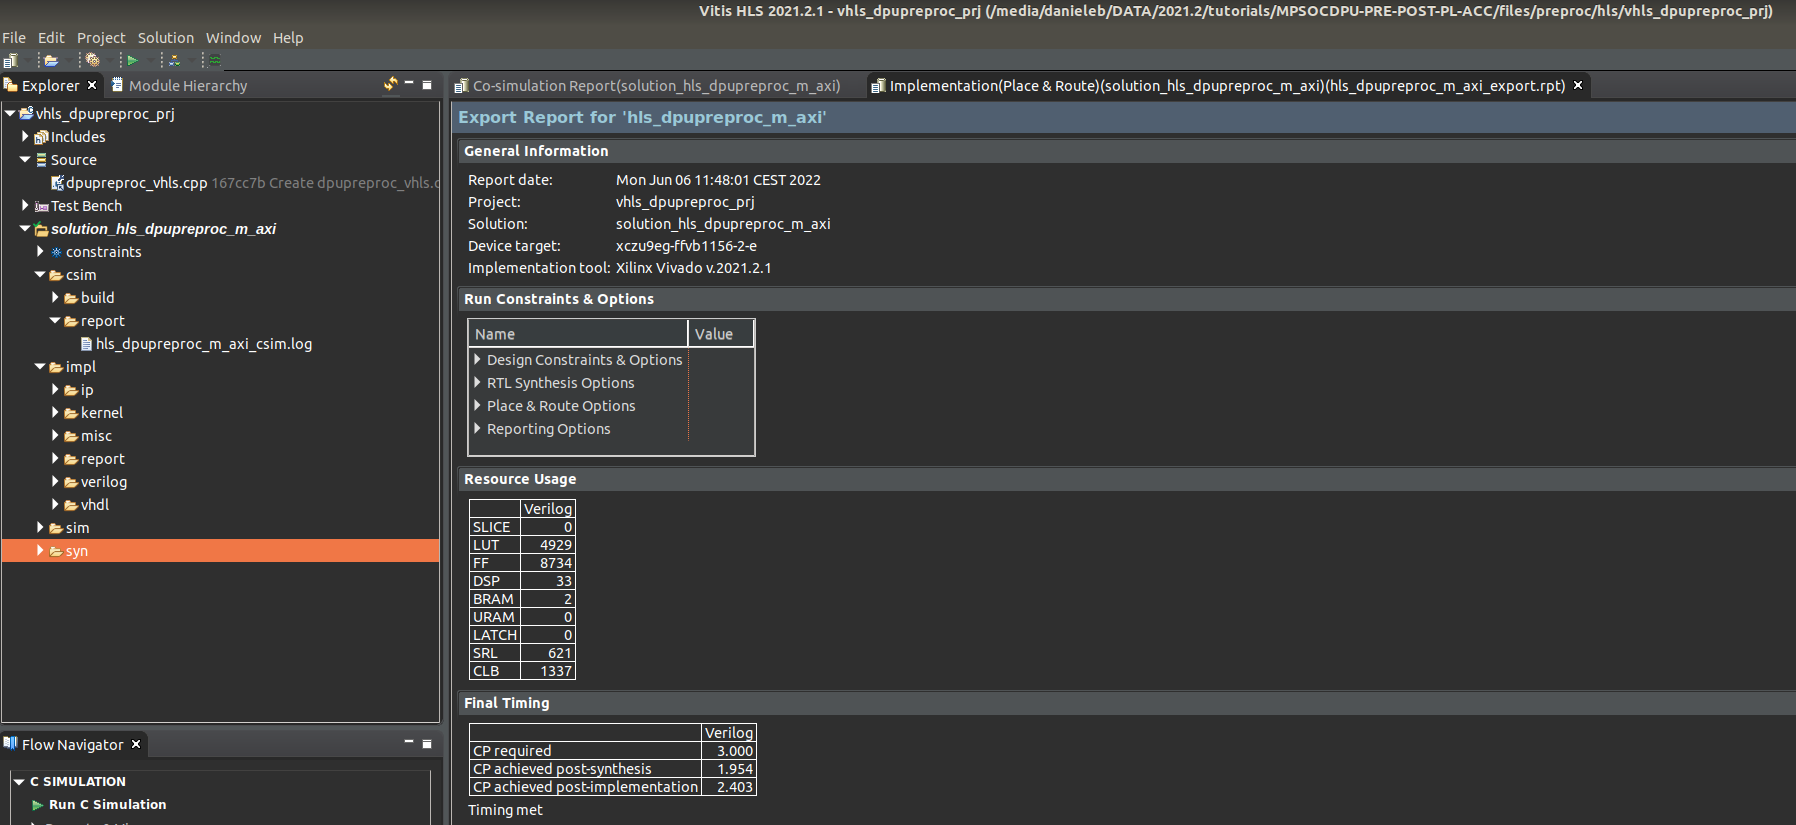 Vitis HLS 2021.2.1 - vhls_dpupreproc_prj (/media/danieleb/DATA/2021.2/tutorials/MPSOCDPU-PRE-POST-PL-ACC/files/preproc/hls/vhls_dpupreproc_prj)
File Edit Project Solution Window Help
Explorer Module Hierarchy
vhls_dpupreproc_prj
Includes
Source
dpupreproc_vhls.cpp 167cc7b Create dpupreproc_vhls.c
Test Bench
solution_hls_dpupreproc_m_axi
constraints
csim
build
report
hls_dpupreproc_m_axi_csim.log
impl
ip
kernel
misc
report
verilog
vhdl
sim
syn
Flow Navigator
C SIMULATION
Run C Simulation
Co-simulation Report(solution_hls_dpupreproc_m_axi) Implementation(Place & Route)(solution_hls_dpupreproc_m_axi)(hls_dpupreproc_m_axi_export.rpt)
Export Report for 'hls_dpupreproc_m_axi'
General Information
Report date: Mon Jun 06 11:48:01 CEST 2022
Project: vhls_dpupreproc_prj
Solution: solution_hls_dpupreproc_m_axi
Device target: xczu9eg-ffvb1156-2-e
Implementation tool: Xilinx Vivado v.2021.2.1
Run Constraints & Options
Name Value
Design Constraints & Options
RTL Synthesis Options
Place & Route Options
Reporting Options
Resource Usage
Verilog
SLICE 0
LUT 4929
FF 8734
DSP 33
BRAM 2
URAM 0
LATCH 0
SRL 621
CLB 1337
Final Timing
Verilog
CP required 3.000
CP achieved post-synthesis 1.954
CP achieved post-implementation 2.403
Timing met